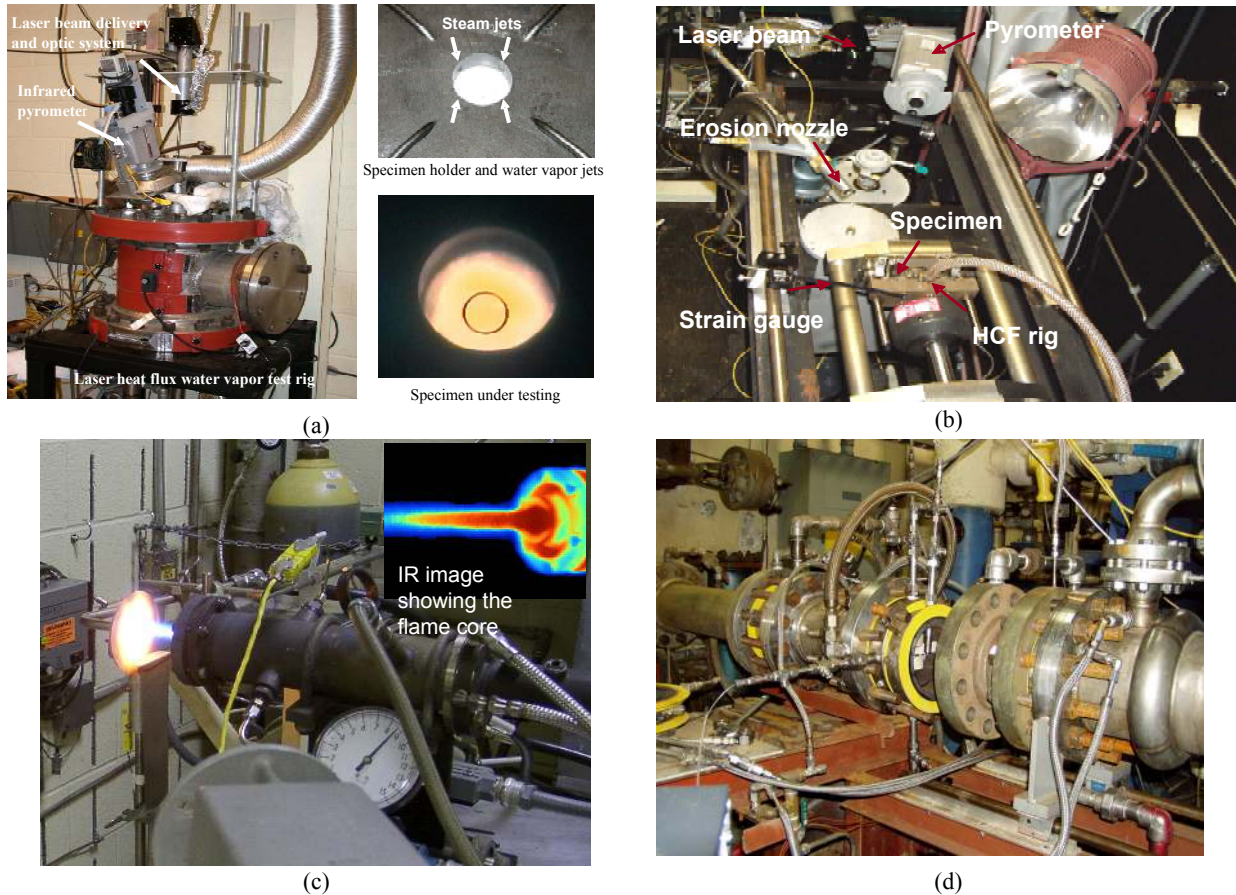 Laser beam delivery
and optic system
Infrared
pyrometer
Laser heat flux water vapor test rig
Steam jets
Specimen holder and water vapor jets
Specimen under testing
(a)
Laser beam
Pyrometer
Erosion nozzle
Specimen
Strain gauge
HCF rig
(b)
IR image
showing the
flame core
(c)
(d)